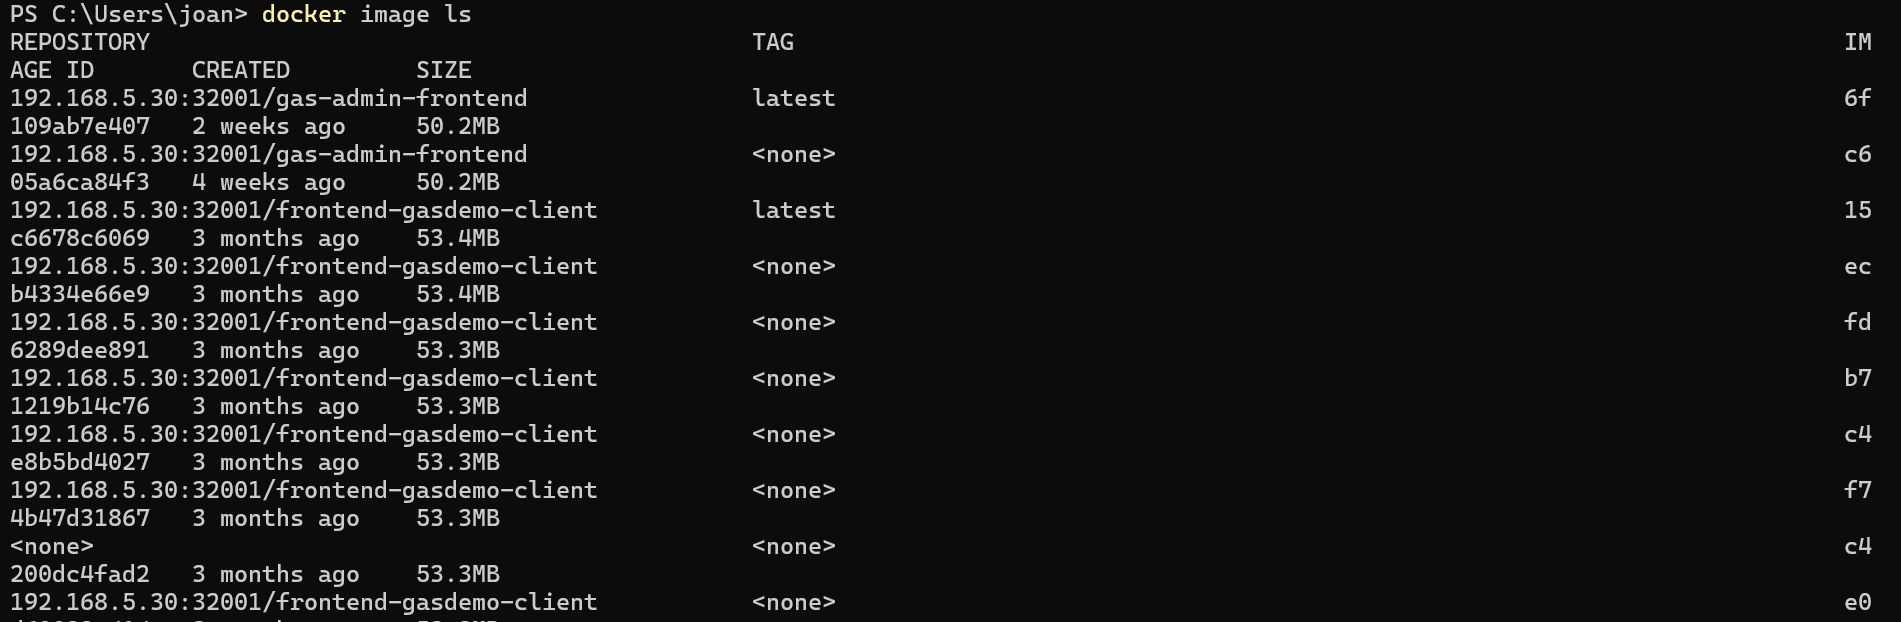 PS C:\Users\joan> docker image ls
REPOSITORY TAG IM
AGE ID CREATED SIZE
192.168.5.30:32001/gas-admin-frontend latest 6f
109ab7e407 2 weeks ago 50.2MB
192.168.5.30:32001/gas-admin-frontend <none> c6
05a6ca84f3 4 weeks ago 50.2MB
192.168.5.30:32001/frontend-gasdemo-client latest 15
c6678c6069 3 months ago 53.4MB
192.168.5.30:32001/frontend-gasdemo-client <none> ec
b4334e66e9 3 months ago 53.4MB
192.168.5.30:32001/frontend-gasdemo-client <none> fd
6289dee891 3 months ago 53.3MB
192.168.5.30:32001/frontend-gasdemo-client <none> b7
1219b14c76 3 months ago 53.3MB
192.168.5.30:32001/frontend-gasdemo-client <none> c4
e8b5bd4027 3 months ago 53.3MB
192.168.5.30:32001/frontend-gasdemo-client <none> f7
4b47d31867 3 months ago 53.3MB
<none> <none> c4
200dc4fad2 3 months ago 53.3MB
192.168.5.30:32001/frontend-gasdemo-client <none> e0